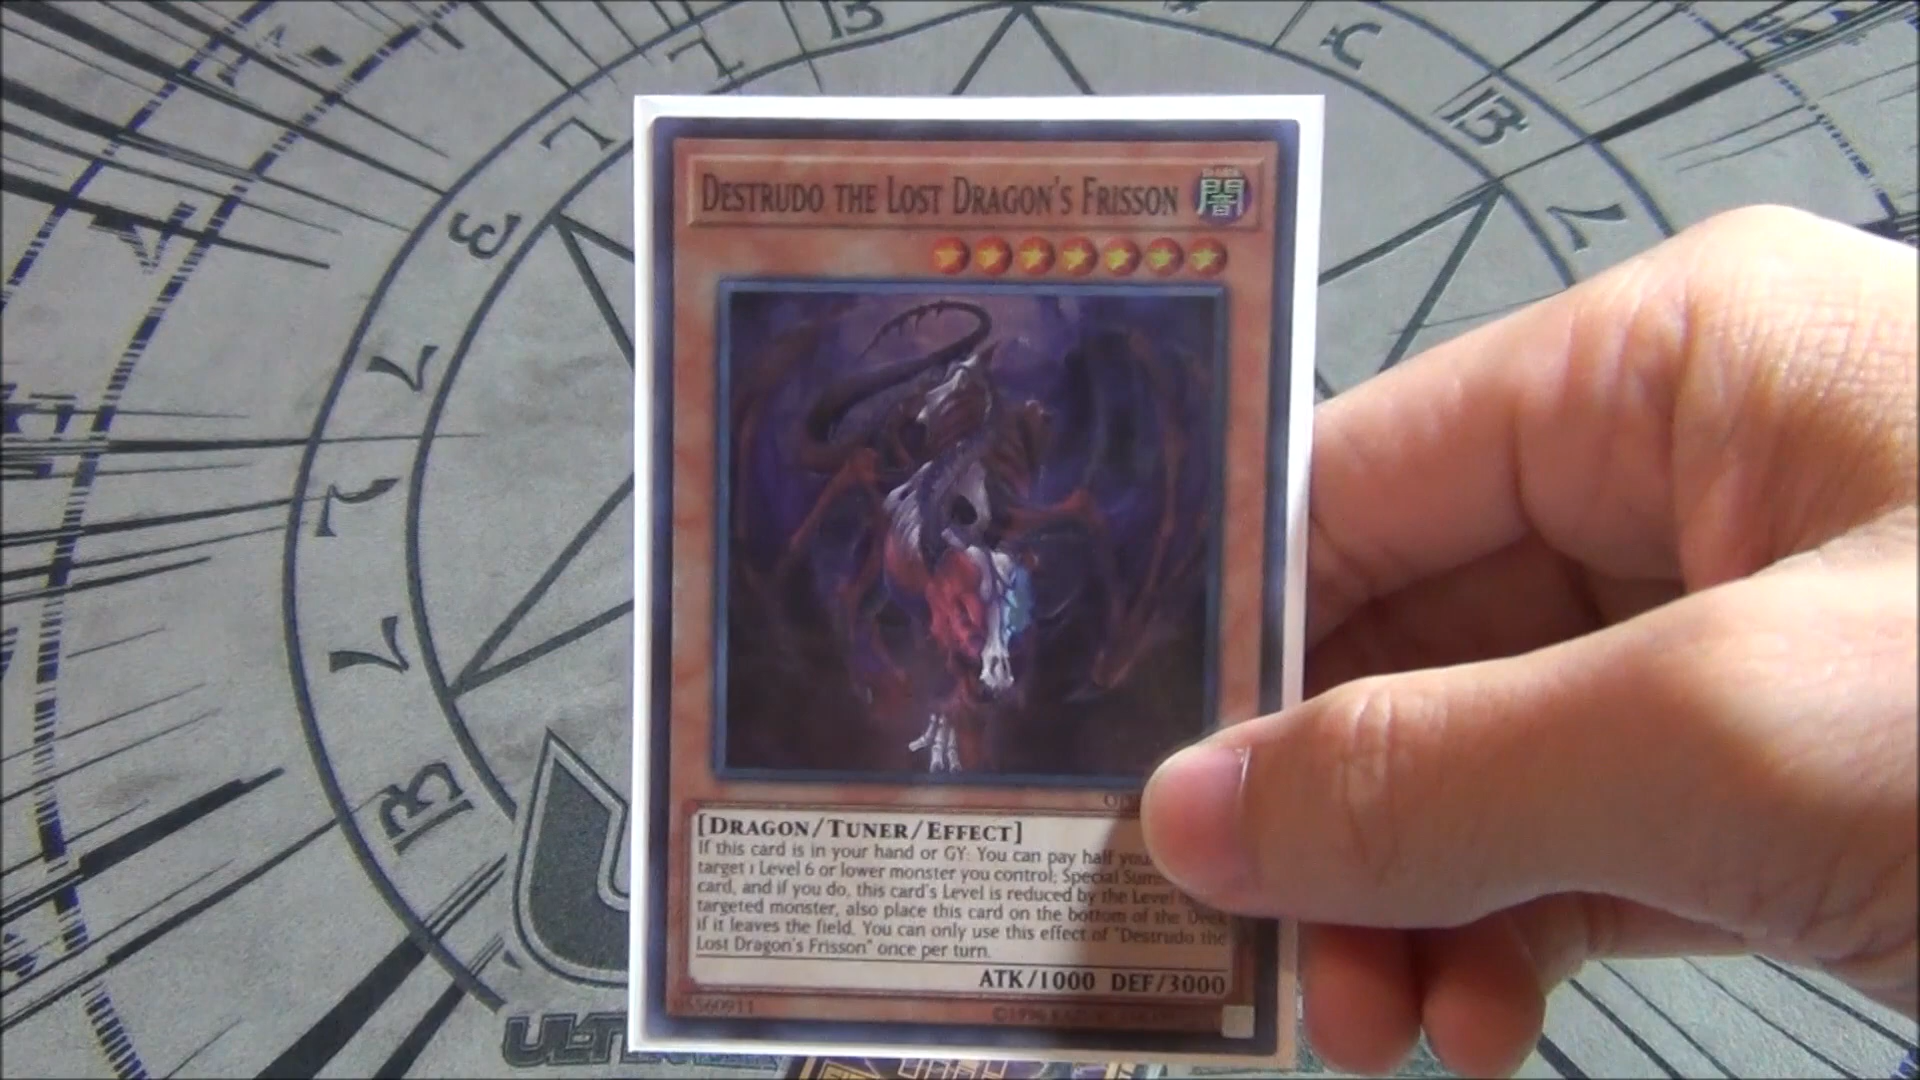 DESTRUDO THE LOST DRAGON'S FRISSON
闇
[DRAGON/TUNER/EFFECT]
If this card is in your hand or GY: You can pay half
target 1 Level 6 or lower monster you control; Special
card, and if you do, this card's Level is reduced by the Level
targeted monster, also place this card on the bottom of the Deck
if it leaves the field. You can only use this effect of "Destrudo the
Lost Dragon's Frisson" once per turn.
ATK/1000 DEF/3000